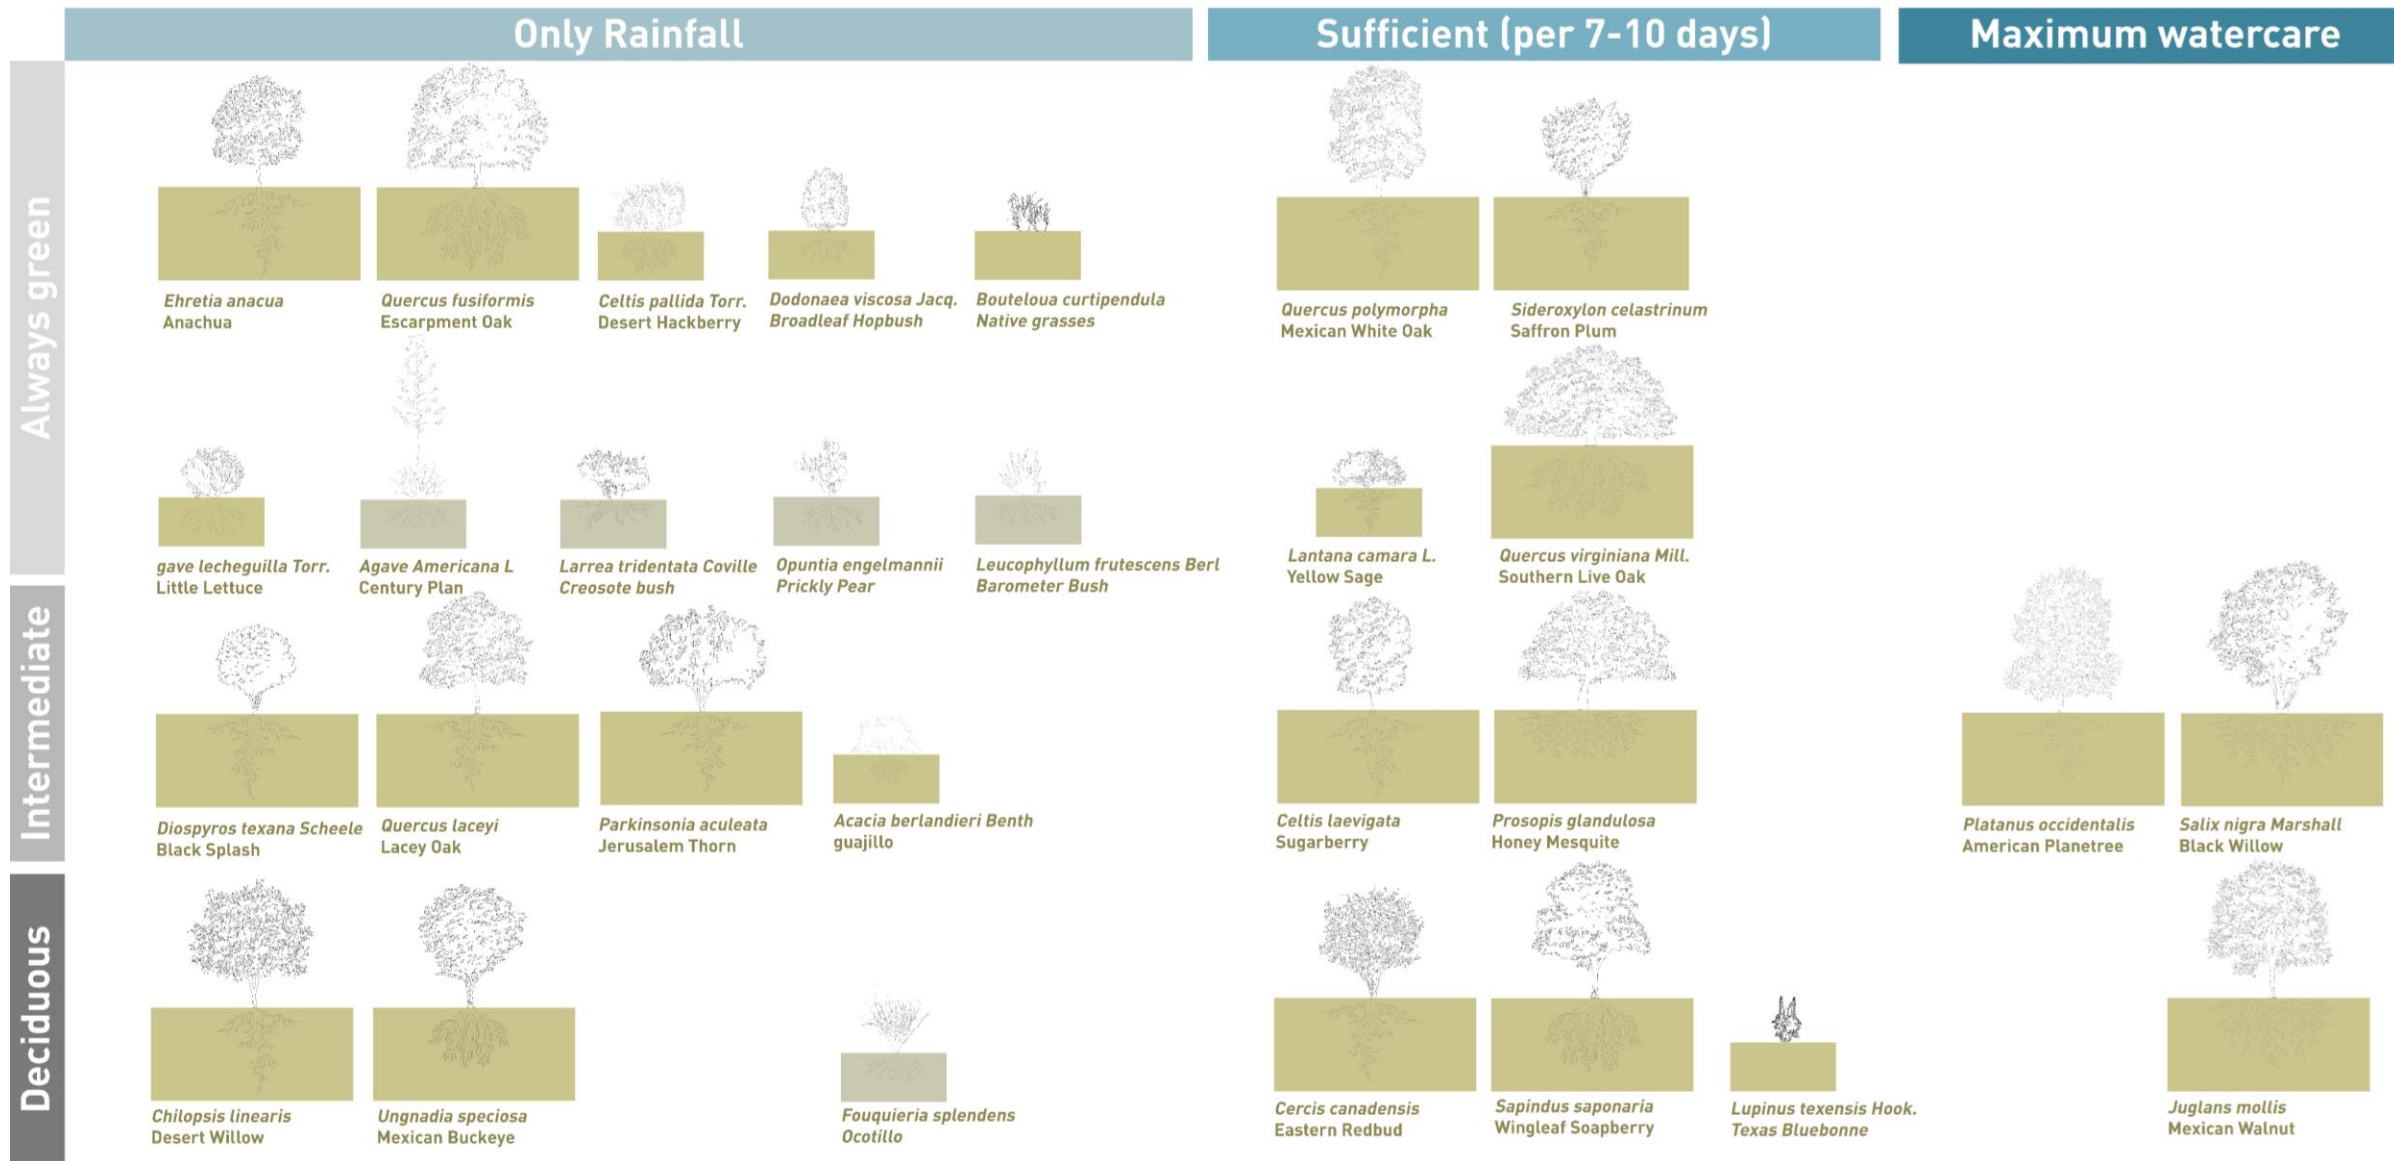 Only Rainfall
Sufficient (per 7-10 days)
Maximum watercare
Always green
Ehretia anacua
Anachua
Quercus fusiformis
Escarpment Oak
Celtis pallida Torr.
Desert Hackberry
Dodonaea viscosa Jacq.
Broadleaf Hopbush
Bouteloua curtipendula
Native grasses
Quercus polymorpha
Mexican White Oak
Sideroxylon celastrinum
Saffron Plum
gave lecheguilla Torr.
Little Lettuce
Agave Americana L
Century Plan
Larrea tridentata Coville
Creosote bush
Opuntia engelmannii
Prickly Pear
Leucophyllum frutescens Berl
Barometer Bush
Lantana camara L.
Yellow Sage
Quercus virginiana Mill.
Southern Live Oak
Intermediate
Diospyros texana Scheele
Black Splash
Quercus laceyi
Lacey Oak
Parkinsonia aculeata
Jerusalem Thorn
Acacia berlandieri Benth
guajillo
Celtis laevigata
Sugarberry
Prosopis glandulosa
Honey Mesquite
Platanus occidentalis
American Planetree
Salix nigra Marshall
Black Willow
Deciduous
Chilopsis linearis
Desert Willow
Ungnadia speciosa
Mexican Buckeye
Fouquieria splendens
Ocotillo
Cercis canadensis
Eastern Redbud
Sapindus saponaria
Wingleaf Soapberry
Lupinus texensis Hook.
Texas Bluebonne
Juglans mollis
Mexican Walnut